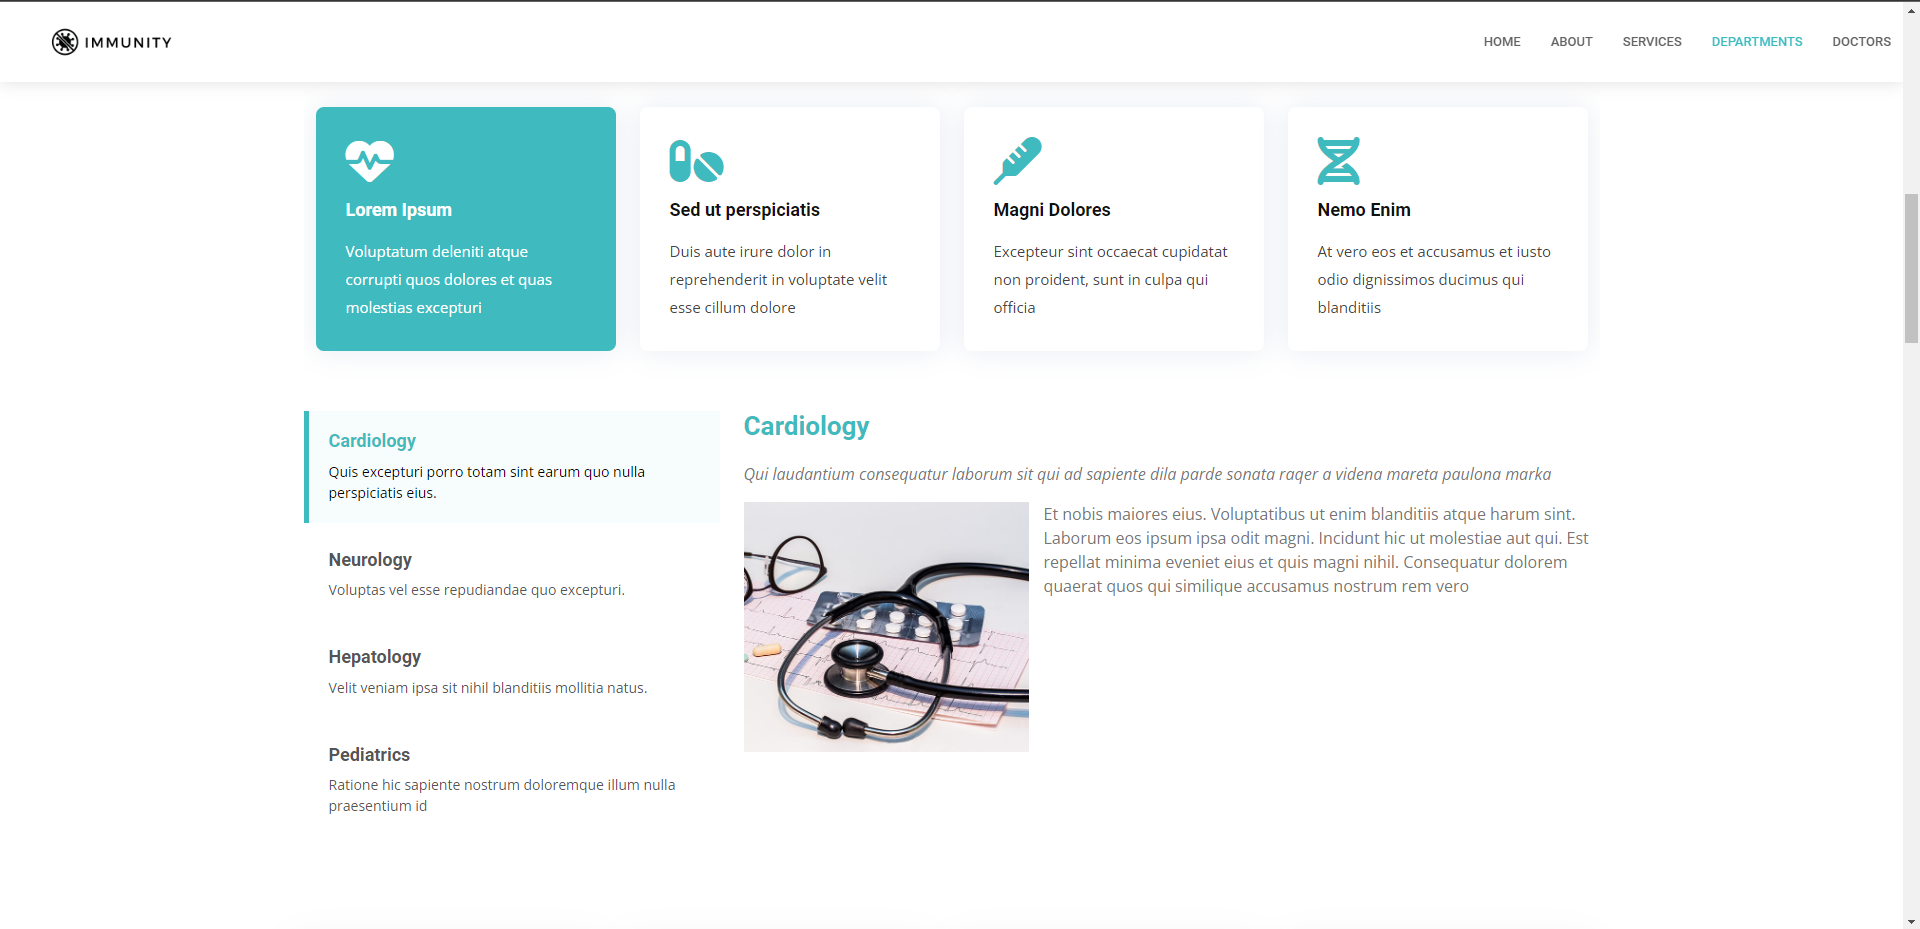 IMMUNITY
HOME ABOUT SERVICES DEPARTMENTS DOCTORS
Lorem Ipsum
Voluptatum deleniti atque
corrupti quos dolores et quas
molestias excepturi
Sed ut perspiciatis
Duis aute irure dolor in
reprehenderit in voluptate velit
esse cillum dolore
Magni Dolores
Excepteur sint occaecat cupidatat
non proident, sunt in culpa qui
officia
Nemo Enim
At vero eos et accusamus et iusto
odio dignissimos ducimus qui
blanditiis
Cardiology
Quis excepturi porro totam sint earum quo nulla
perspiciatis eius.
Neurology
Voluptas vel esse repudiandae quo excepturi.
Hepatology
Velit veniam ipsa sit nihil blanditiis mollitia natus.
Pediatrics
Ratione hic sapiente nostrum doloremque illum nulla
praesentium id
Cardiology
Qui laudantium consequatur laborum sit qui ad sapiente dila parde sonata raqer a videna mareta paulona marka
Et nobis maiores eius. Voluptatibus ut enim blanditiis atque harum sint.
Laborum eos ipsum ipsa odit magni. Incidunt hic ut molestiae aut qui. Est
repellat minima eveniet eius et quis magni nihil. Consequatur dolorem
quaerat quos qui similique accusamus nostrum rem vero